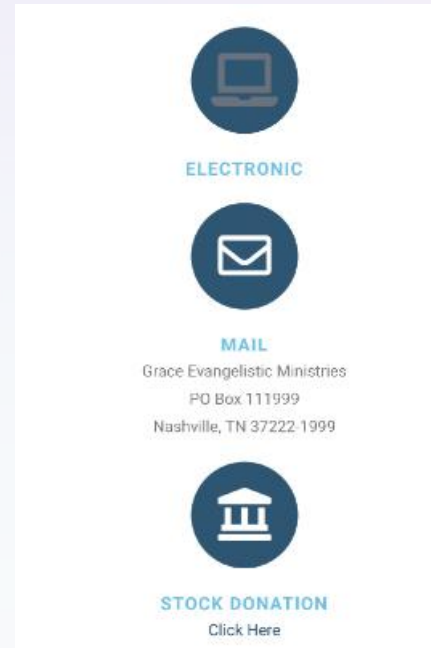 ELECTRONIC
MAIL
Grace Evangelistic Ministries
PO Box 111999
Nashville, TN 37222-1999
STOCK DONATION
Click Here